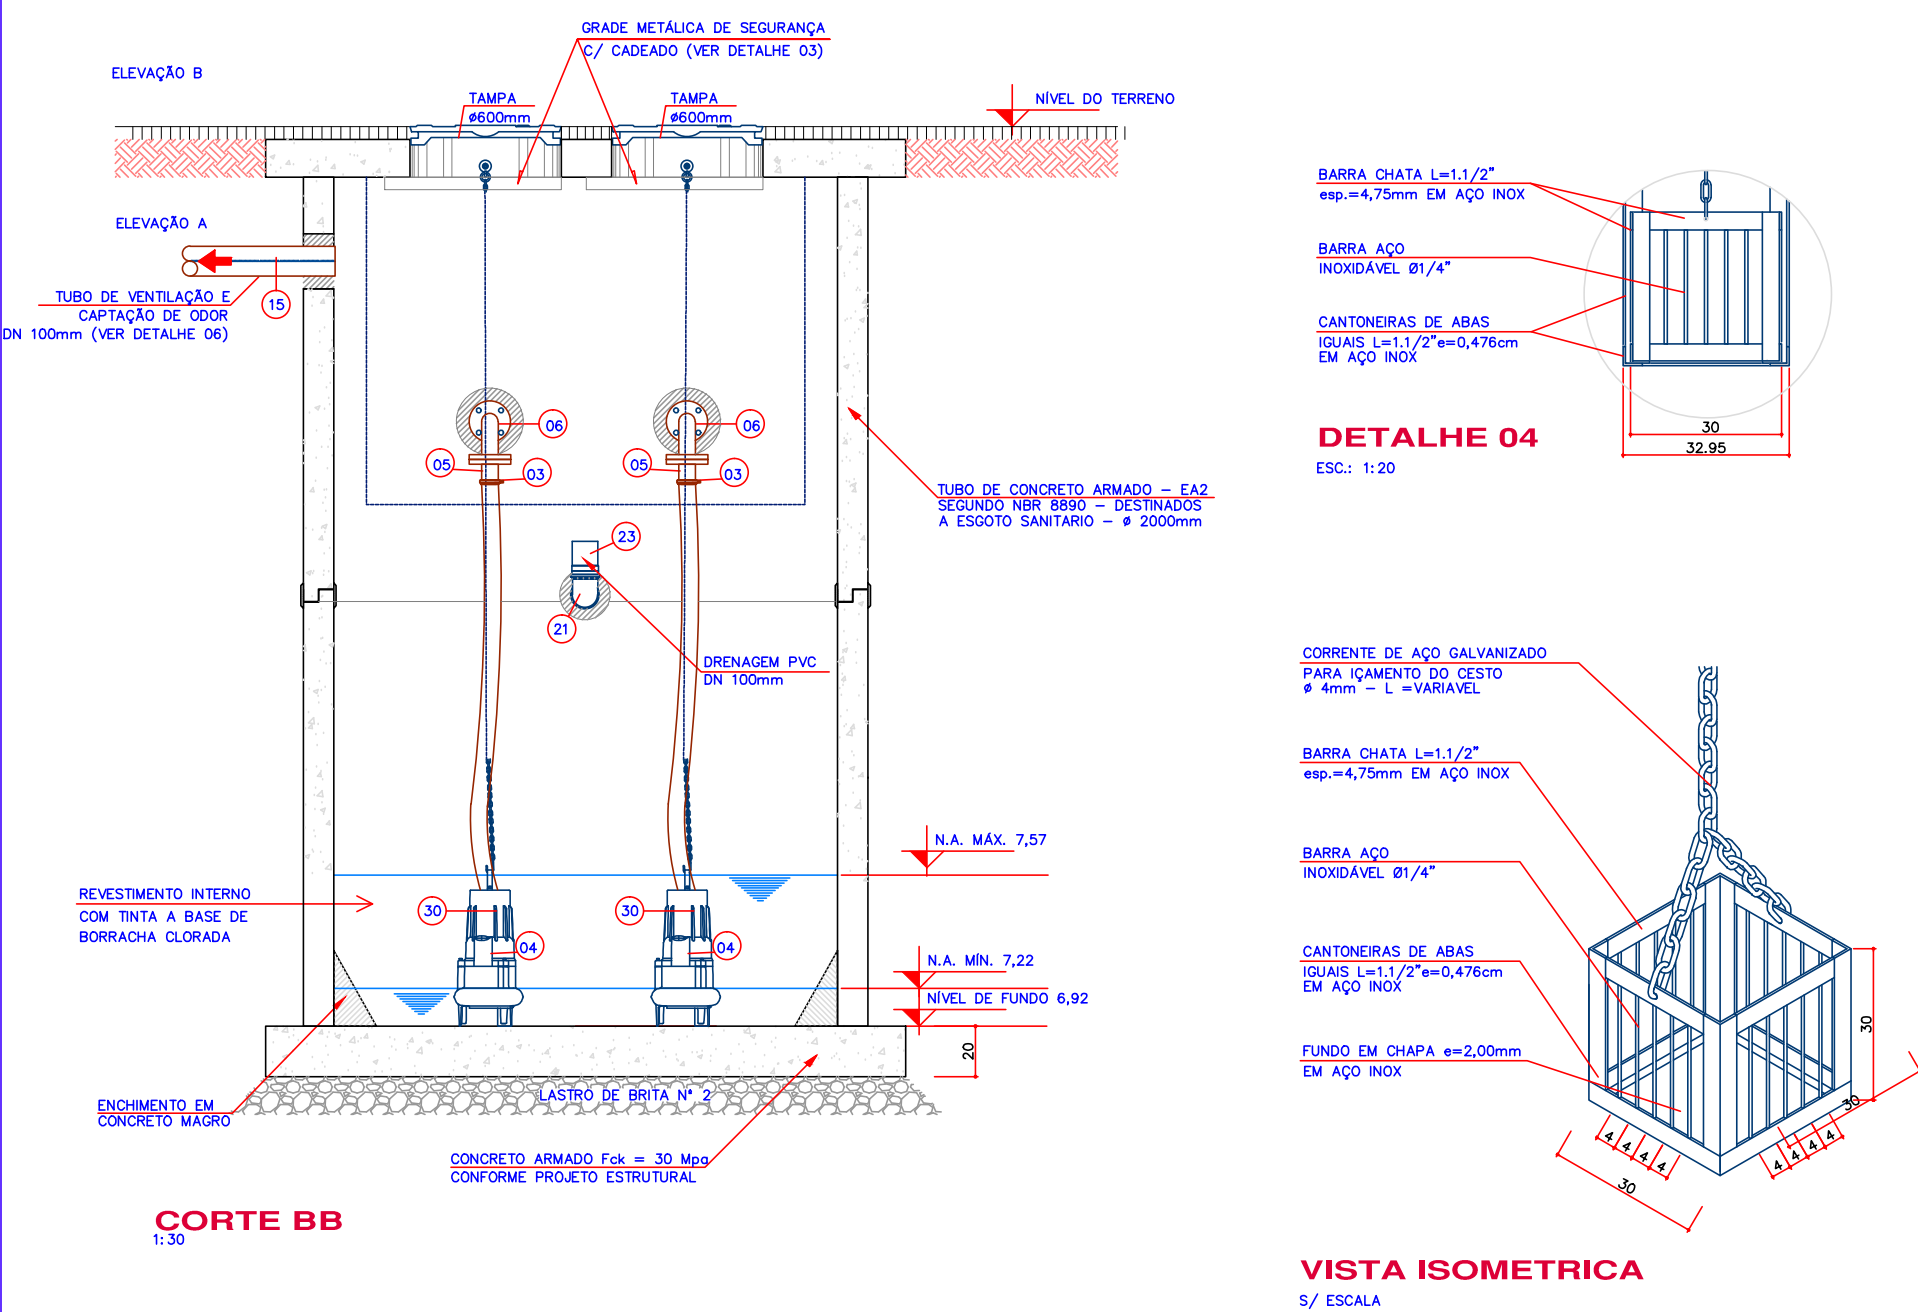 GRADE METÁLICA DE SEGURANÇA
C/ CADEADO (VER DETALHE 03)
ELEVAÇÃO B
TAMPA
ø600mm
TAMPA
ø600mm
NÍVEL DO TERRENO
ELEVAÇÃO A
15
TUBO DE VENTILAÇÃO E
CAPTAÇÃO DE ODOR
DN 100mm (VER DETALHE 06)
06
06
05
03
05
03
TUBO DE CONCRETO ARMADO – EA2
SEGUNDO NBR 8890 – DESTINADOS
A ESGOTO SANITARIO – ø 2000mm
23
21
DRENAGEM PVC
DN 100mm
N.A. MÁX. 7,57
REVESTIMENTO INTERNO
COM TINTA A BASE DE
BORRACHA CLORADA
30
30
04
04
N.A. MÍN. 7,22
NÍVEL DE FUNDO 6,92
20
LASTRO DE BRITA N° 2
ENCHIMENTO EM
CONCRETO MAGRO
CONCRETO ARMADO Fck = 30 Mpa
CONFORME PROJETO ESTRUTURAL
CORTE BB
1:30
BARRA CHATA L=1.1/2"
esp.=4,75mm EM AÇO INOX
BARRA AÇO
INOXIDÁVEL Ø1/4"
CANTONEIRAS DE ABAS
IGUAIS L=1.1/2"e=0,476cm
EM AÇO INOX
30
32.95
DETALHE 04
ESC.: 1:20
CORRENTE DE AÇO GALVANIZADO
PARA IÇAMENTO DO CESTO
ø 4mm – L =VARIAVEL
BARRA CHATA L=1.1/2"
esp.=4,75mm EM AÇO INOX
BARRA AÇO
INOXIDÁVEL Ø1/4"
CANTONEIRAS DE ABAS
IGUAIS L=1.1/2"e=0,476cm
EM AÇO INOX
FUNDO EM CHAPA e=2,00mm
EM AÇO INOX
30
30
4
4
4
4
4
4
4
4
30
VISTA ISOMETRICA
S/ ESCALA